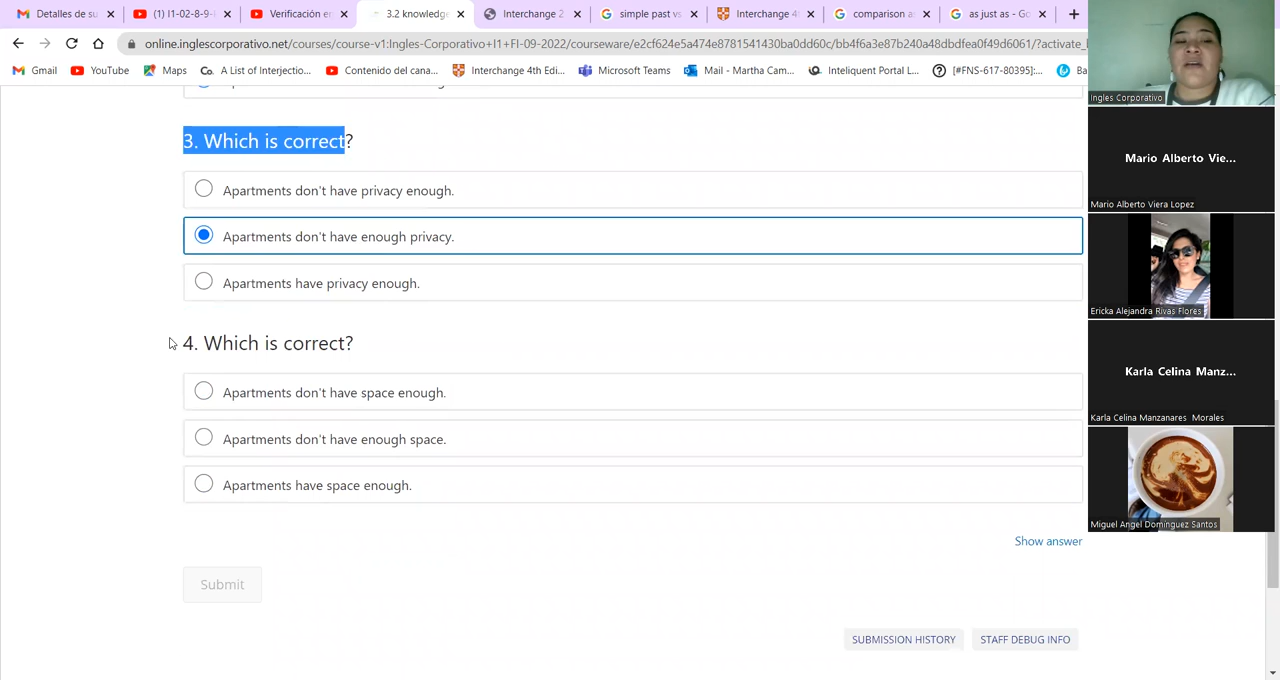 Detalles de su
(1) I1-02-8-9-
Verificación en
3.2 knowledge
Interchange 2
simple past vs
Interchange 4t
comparison a
as just as - Go
online.inglescorporativo.net/courses/course-v1:Ingles-Corporativo+I1+FI-09-2022/courseware/e2cf624e5a474e8781541430ba0dd60c/bb4f6a3e87b240a48dbdfea0f49d6061/?activate_
Gmail
YouTube
Maps
A List of Interjectio...
Contenido del cana...
Interchange 4th Edi...
Microsoft Teams
Mail - Martha Cam...
Inteliquent Portal L...
[#FNS-617-80395]:...
Ba
3. Which is correct?
Apartments don't have privacy enough.
Apartments don't have enough privacy.
Apartments have privacy enough.
4. Which is correct?
Apartments don't have space enough.
Apartments don't have enough space.
Apartments have space enough.
Show answer
Submit
SUBMISSION HISTORY
STAFF DEBUG INFO
Ingles Corporativo
Mario Alberto Vie...
Mario Alberto Viera Lopez
Ericka Alejandra Rivas Flores
Karla Celina Manz...
Karla Celina Manzanares Morales
Miguel Angel Dominguez Santos